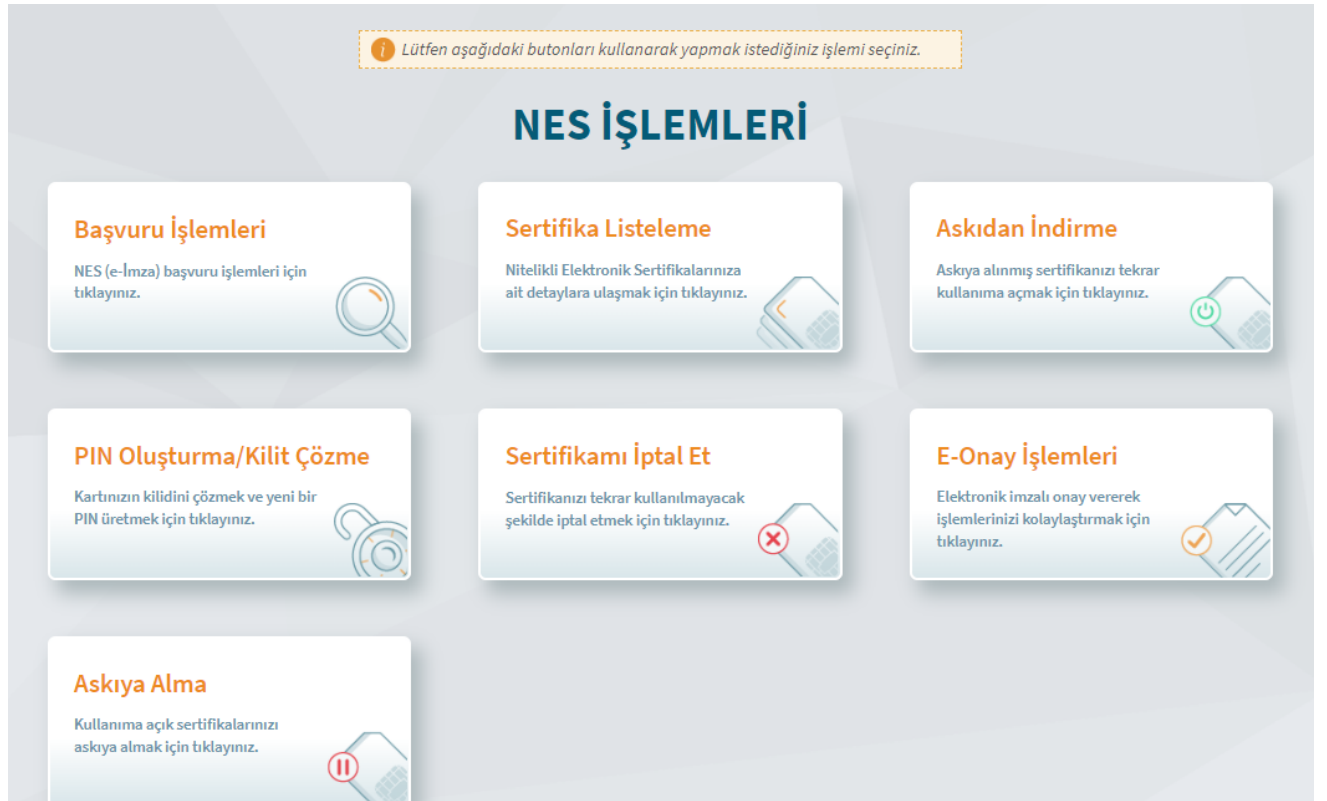 Lütfen aşağıdaki butonları kullanarak yapmak istediğiniz işlemi seçiniz.
NES İŞLEMLERİ
Başvuru İşlemleri
NES (e-İmza) başvuru işlemleri için
tıklayınız.
Sertifika Listeleme
Nitelikli Elektronik Sertifikalarınıza
ait detaylara ulaşmak için tıklayınız.
Askıdan İndirme
Askıya alınmış sertifikanızı tekrar
kullanıma açmak için tıklayınız.
PIN Oluşturma/Kilit Çözme
Kartınızın kilidini çözmek ve yeni bir
PIN üretmek için tıklayınız.
Sertifikamı İptal Et
Sertifikanızı tekrar kullanılmayacak
şekilde iptal etmek için tıklayınız.
E-Onay İşlemleri
Elektronik imzalı onay vererek
işlemlerinizi kolaylaştırmak için
tıklayınız.
Askıya Alma
Kullanıma açık sertifikalarınızı
askıya almak için tıklayınız.